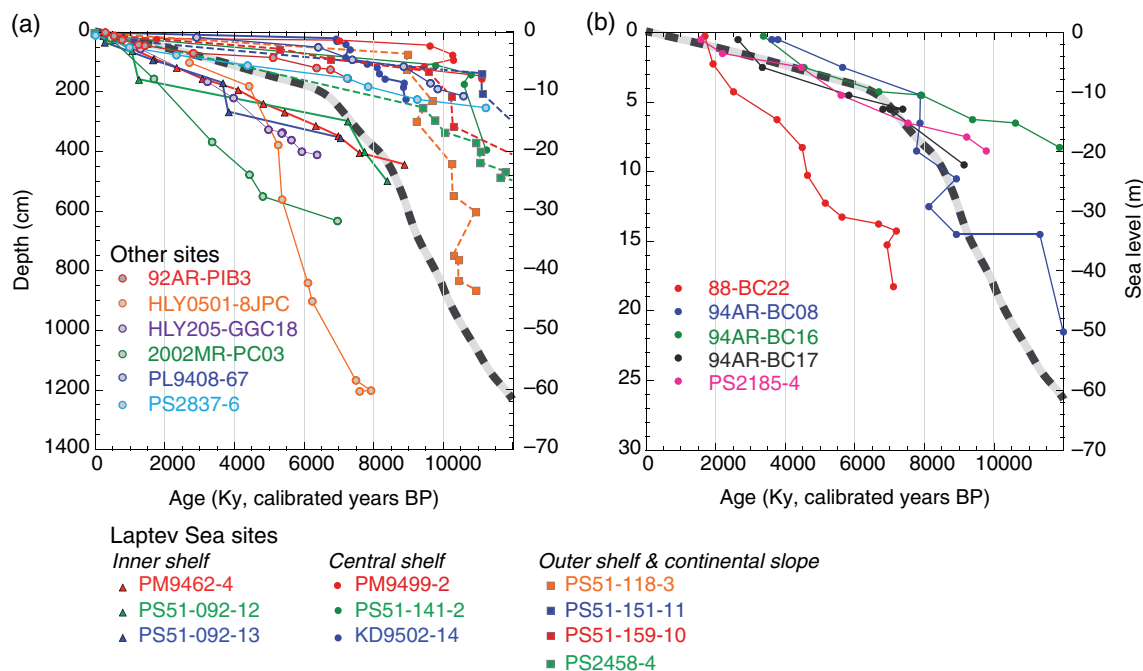 (a)
0
200
400
600
800
1000
1200
1400
Depth (cm)
−0
−10
−20
−30
−40
−50
−60
−70
0
2000
4000
6000
8000
10000
Age (Ky, calibrated years BP)
Other sites
92AR-PIB3
HLY0501-8JPC
HLY205-GGC18
2002MR-PC03
PL9408-67
PS2837-6
(b)
0
5
10
15
20
25
30
−0
−10
−20
−30
−40
−50
−60
−70
Sea level (m)
0
2000
4000
6000
8000
10000
Age (Ky, calibrated years BP)
88-BC22
94AR-BC08
94AR-BC16
94AR-BC17
PS2185-4
Laptev Sea sites
Inner shelf
PM9462-4
PS51-092-12
PS51-092-13
Central shelf
PM9499-2
PS51-141-2
KD9502-14
Outer shelf & continental slope
PS51-118-3
PS51-151-11
PS51-159-10
PS2458-4